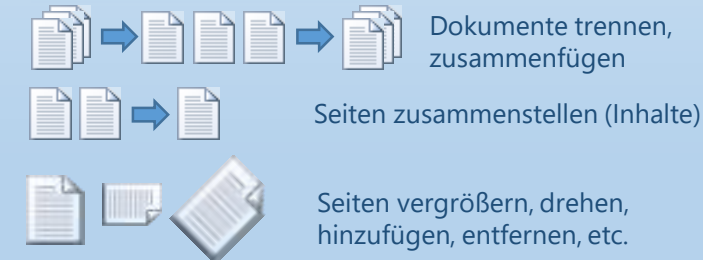 Dokumente trennen,
zusammenfügen
Seiten zusammenstellen (Inhalte)
Seiten vergrößern, drehen,
hinzufügen, entfernen, etc.